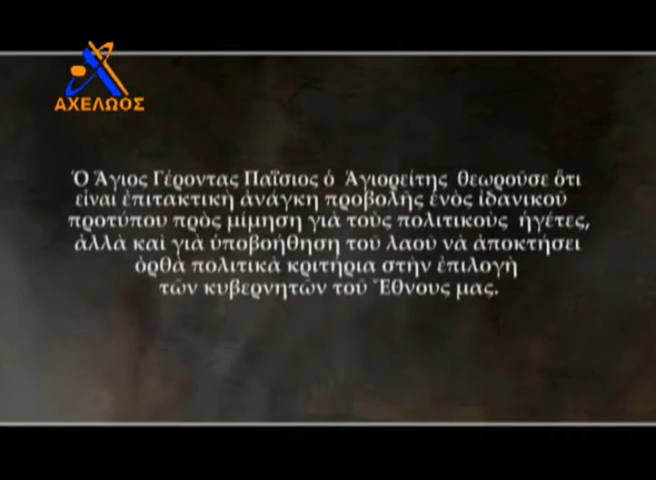 ΑΧΕΛΩΟΣ
Ὁ Ἅγιος Γέροντας Παΐσιος ὁ Ἁγιορείτης θεωροῦσε ὅτι
εἶναι ἐπιτακτικὴ ἀνάγκη προβολῆς ἑνὸς ἰδανικοῦ
προτύπου πρὸς μίμηση γιὰ τοὺς πολιτικοὺς ἡγέτες,
ἀλλὰ καὶ γιὰ ὑποβοήθηση τοῦ λαοῦ νὰ ἀποκτήσει
ὀρθὰ πολιτικὰ κριτήρια στὴν ἐπιλογὴ
τῶν κυβερνητῶν τοῦ Ἔθνους μας.